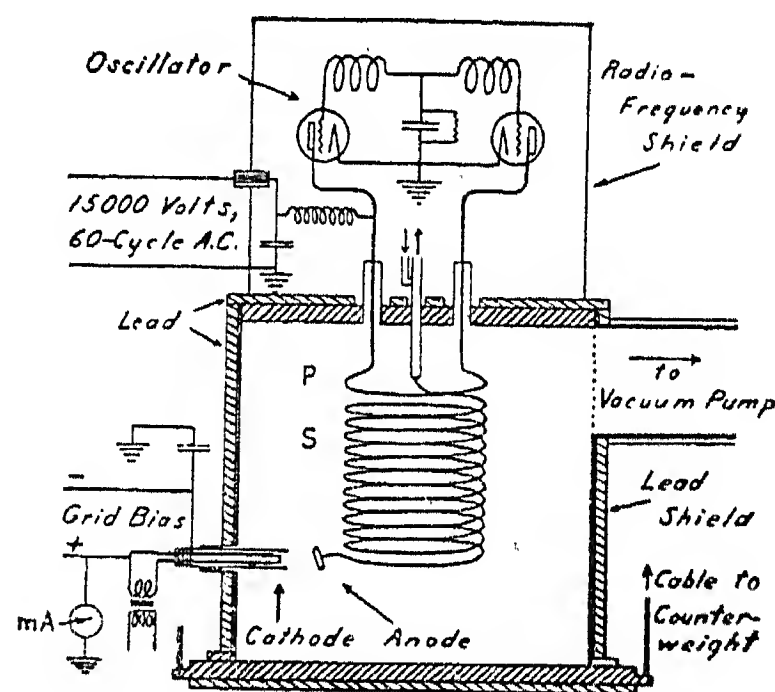 Oscillator
Radio-
Frequency
Shield
15000 Volts,
60-Cycle A.C.
Lead
P
S
to
Vacuum Pump
−
Grid Bias
+
Lead
Shield
mA
Cathode Anode
Cable to
Counter-
weight